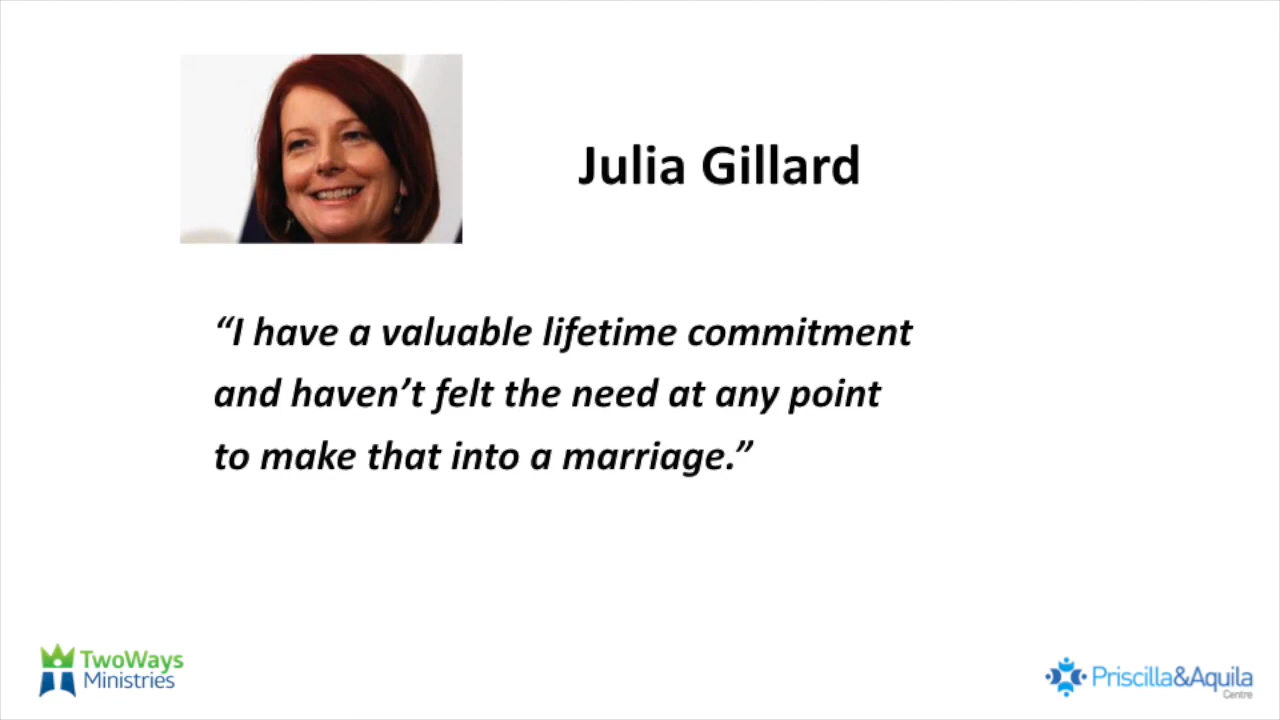 Julia Gillard
“I have a valuable lifetime commitment
and haven’t felt the need at any point
to make that into a marriage.”
TwoWays
Ministries
Priscilla&Aquila
Centre